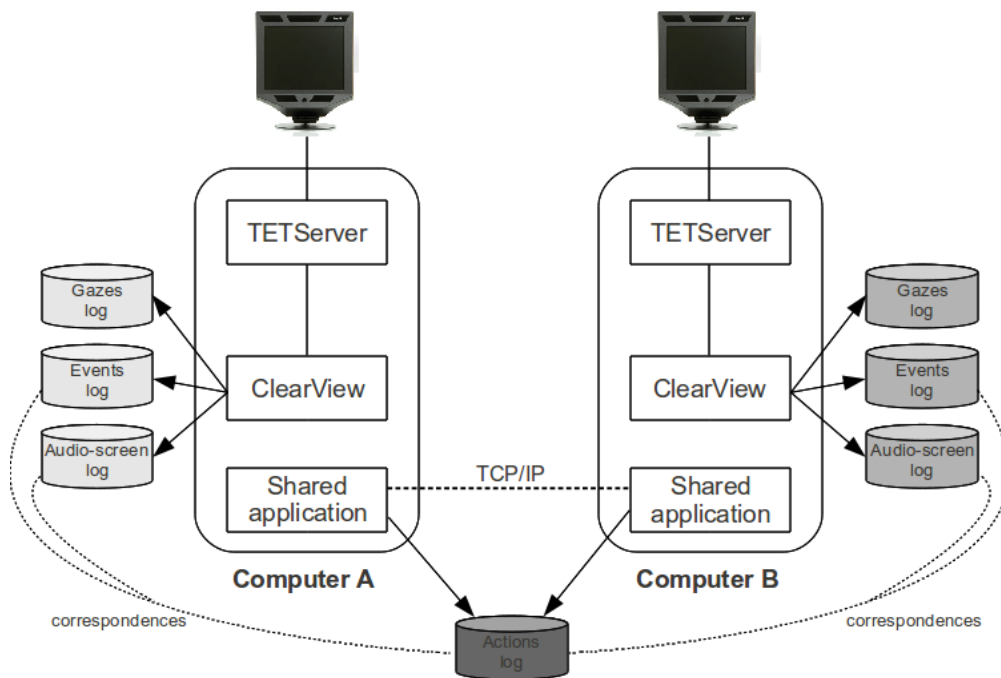 TETServer
TETServer
Gazes
log
Gazes
log
Events
log
ClearView
ClearView
Events
log
Audio-screen
log
Audio-screen
log
Shared
application
TCP/IP
Shared
application
Computer A
Computer B
correspondences
correspondences
Actions
log